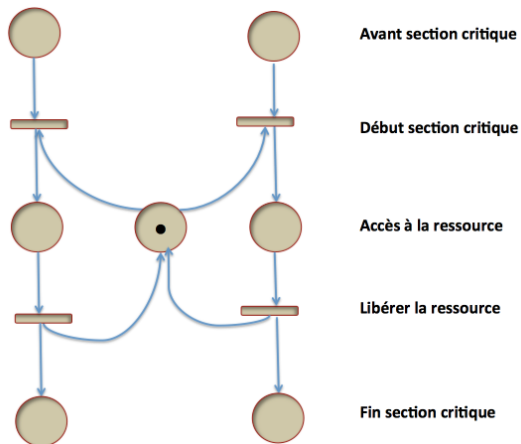 Avant section critique
Début section critique
Accès à la ressource
Libérer la ressource
Fin section critique